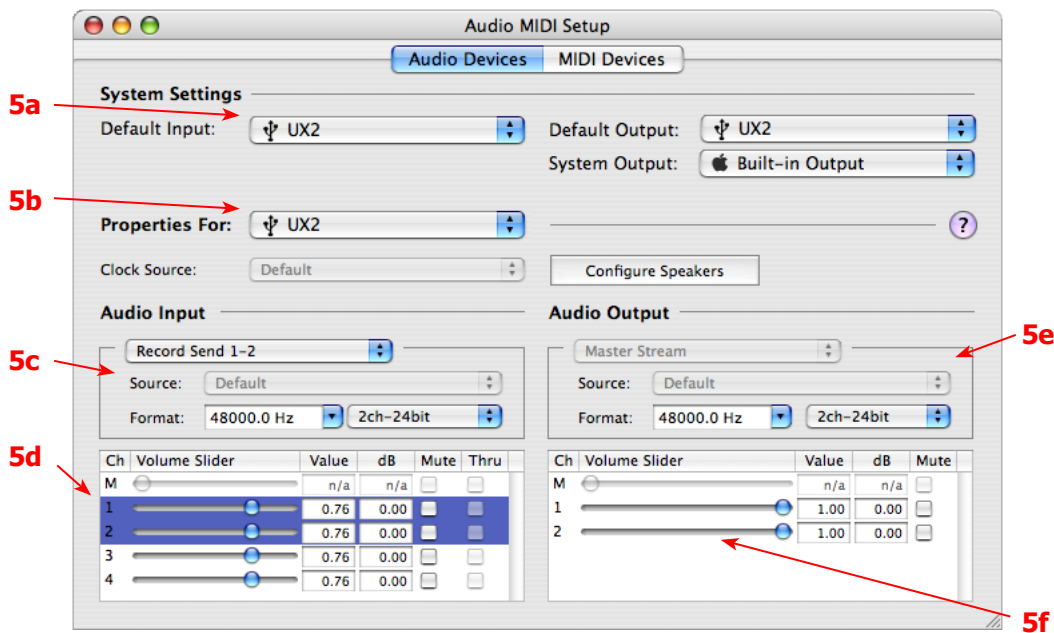 Audio MIDI Setup
Audio Devices MIDI Devices
5a
System Settings
Default Input: UX2 Default Output: UX2
System Output: Built-in Output
5b
Properties For: UX2 ?
Clock Source: Default Configure Speakers
Audio Input Audio Output
5c Record Send 1-2 Master Stream 5e
Source: Default Source: Default
Format: 48000.0 Hz 2ch-24bit Format: 48000.0 Hz 2ch-24bit
5d
Ch Volume Slider Value dB Mute Thru Ch Volume Slider Value dB Mute
M n/a n/a M n/a n/a
1 0.76 0.00 1 1.00 0.00
2 0.76 0.00 2 1.00 0.00
3 0.76 0.00
4 0.76 0.00
5f